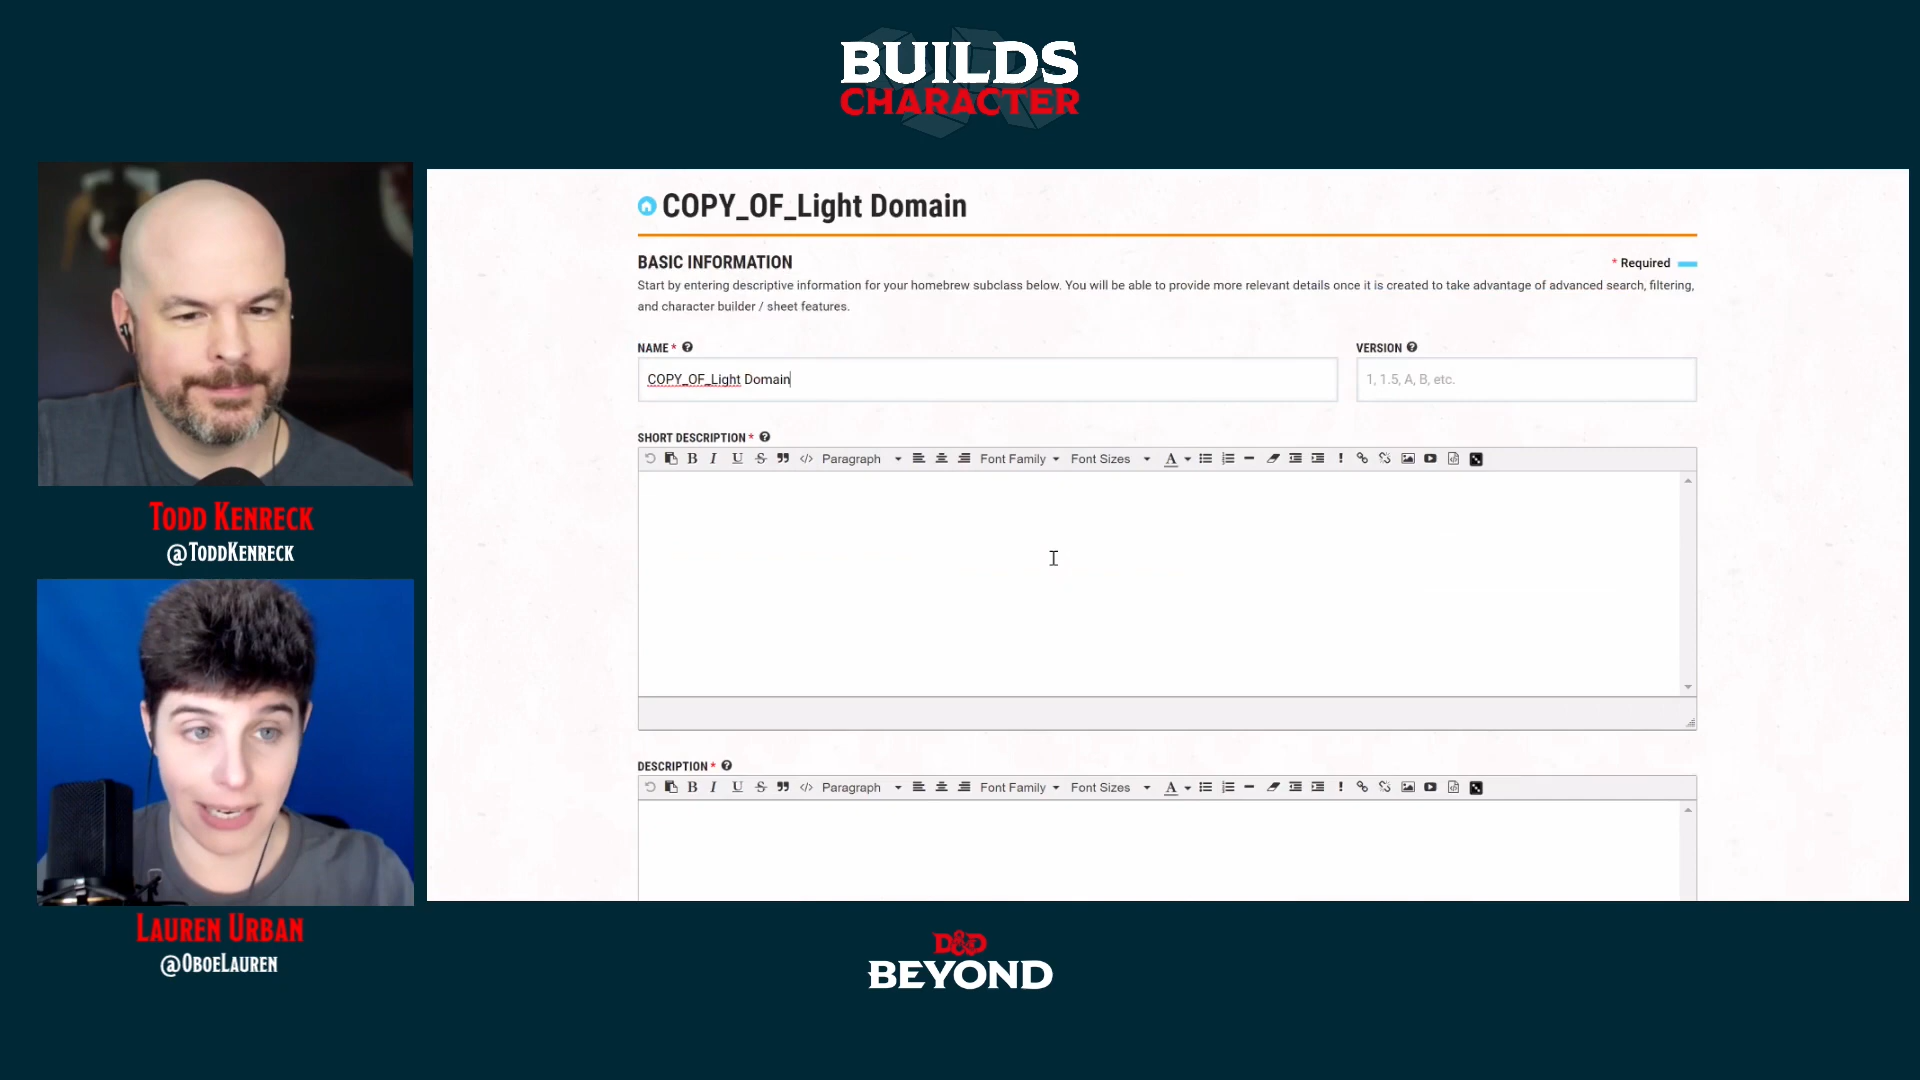 BUILDS
CHARACTER
TODD KENRECK
@TODDKENRECK
LAUREN URBAN
@OBOELAUREN
COPY_OF_Light Domain
BASIC INFORMATION
* Required
Start by entering descriptive information for your homebrew subclass below. You will be able to provide more relevant details once it is created to take advantage of advanced search, filtering,
and character builder / sheet features.
NAME *
VERSION
COPY_OF_Light Domain
1, 1.5, A, B, etc.
SHORT DESCRIPTION *
B I U S Paragraph Font Family Font Sizes A
DESCRIPTION *
B I U S Paragraph Font Family Font Sizes A
D&D
BEYOND